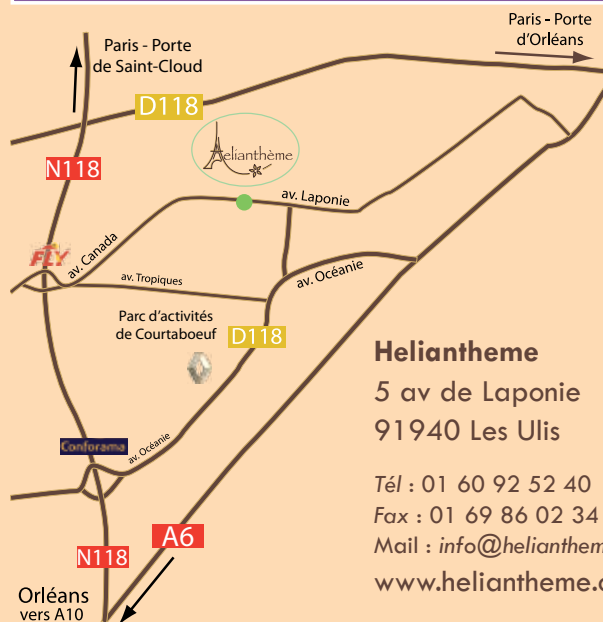 Paris - Porte
d'Orléans
Paris - Porte
de Saint-Cloud
D118
Helianthème
N118
av. Laponie
FLY
av. Canada
av. Tropiques
av. Océanie
Parc d'activités
de Courtaboeuf
D118
Heliantheme
5 av de Laponie
91940 Les Ulis
Conforama
av. Océanie
Tél : 01 60 92 52 40
Fax : 01 69 86 02 34
Mail : info@helianthem
www.heliantheme.c
A6
N118
Orléans
vers A10